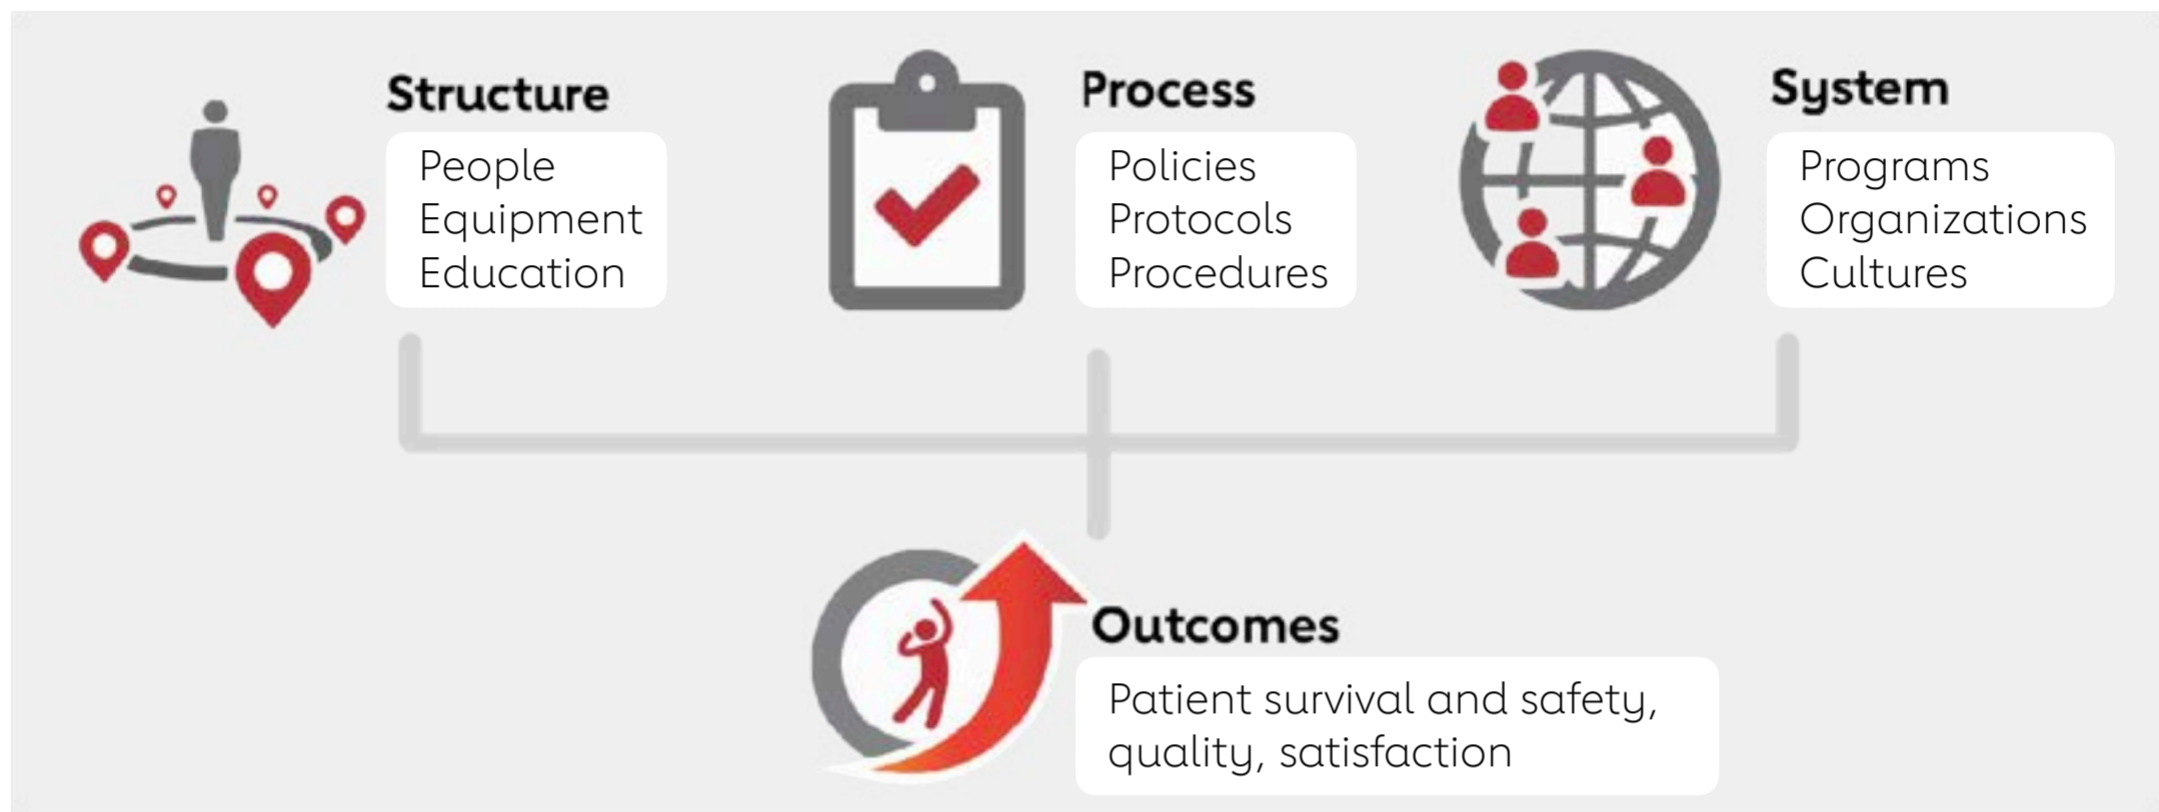 Structure
People
Equipment
Education
Process
Policies
Protocols
Procedures
System
Programs
Organizations
Cultures
Outcomes
Patient survival and safety,
quality, satisfaction